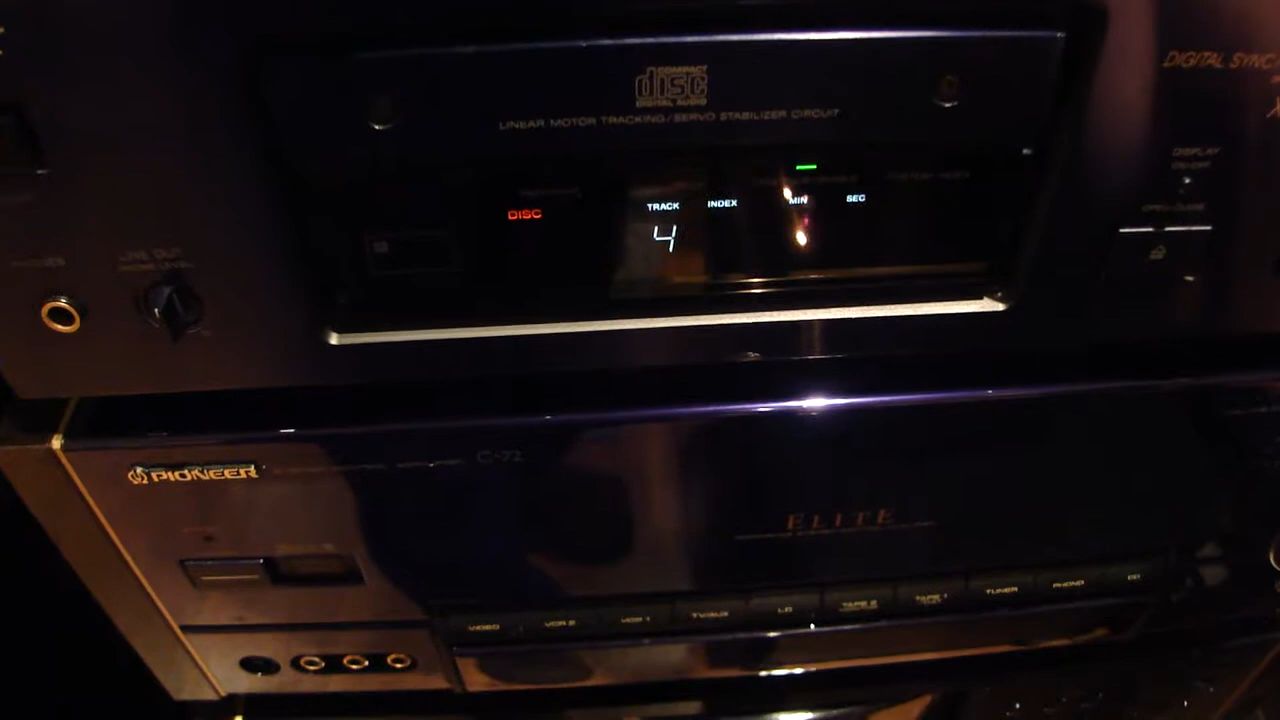 COMPACT
disc
DIGITAL AUDIO
DIGITAL SYNC
LINEAR MOTOR TRACKING/SERVO STABILIZER CIRCUIT
DISPLAY
ON/OFF
DISC
TRACK INDEX MIN SEC
4
OPEN/CLOSE
LINE OUT
PIONEER
C-72
ELITE
VIDEO VCR 2 VCR 1 TV/AUX LD TAPE 2 TAPE 1 TUNER PHONO CD